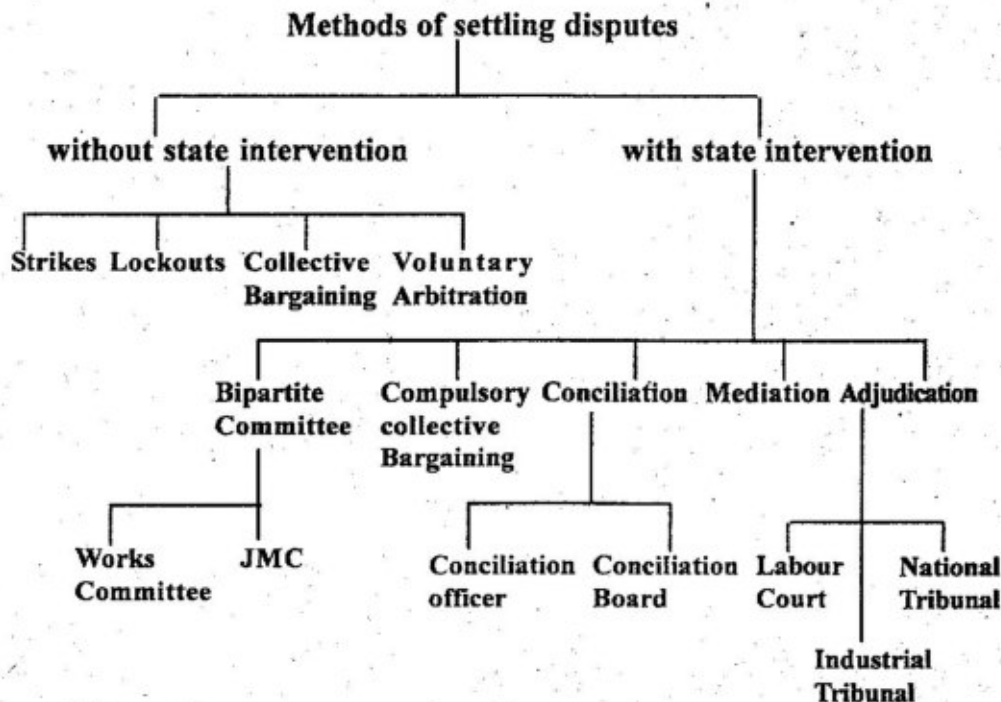 Methods of settling disputes
without state intervention
with state intervention
Strikes
Lockouts
Collective
Bargaining
Voluntary
Arbitration
Bipartite
Committee
Compulsory
collective
Bargaining
Conciliation
Mediation
Adjudication
Works
Committee
JMC
Conciliation
officer
Conciliation
Board
Labour
Court
National
Tribunal
Industrial
Tribunal